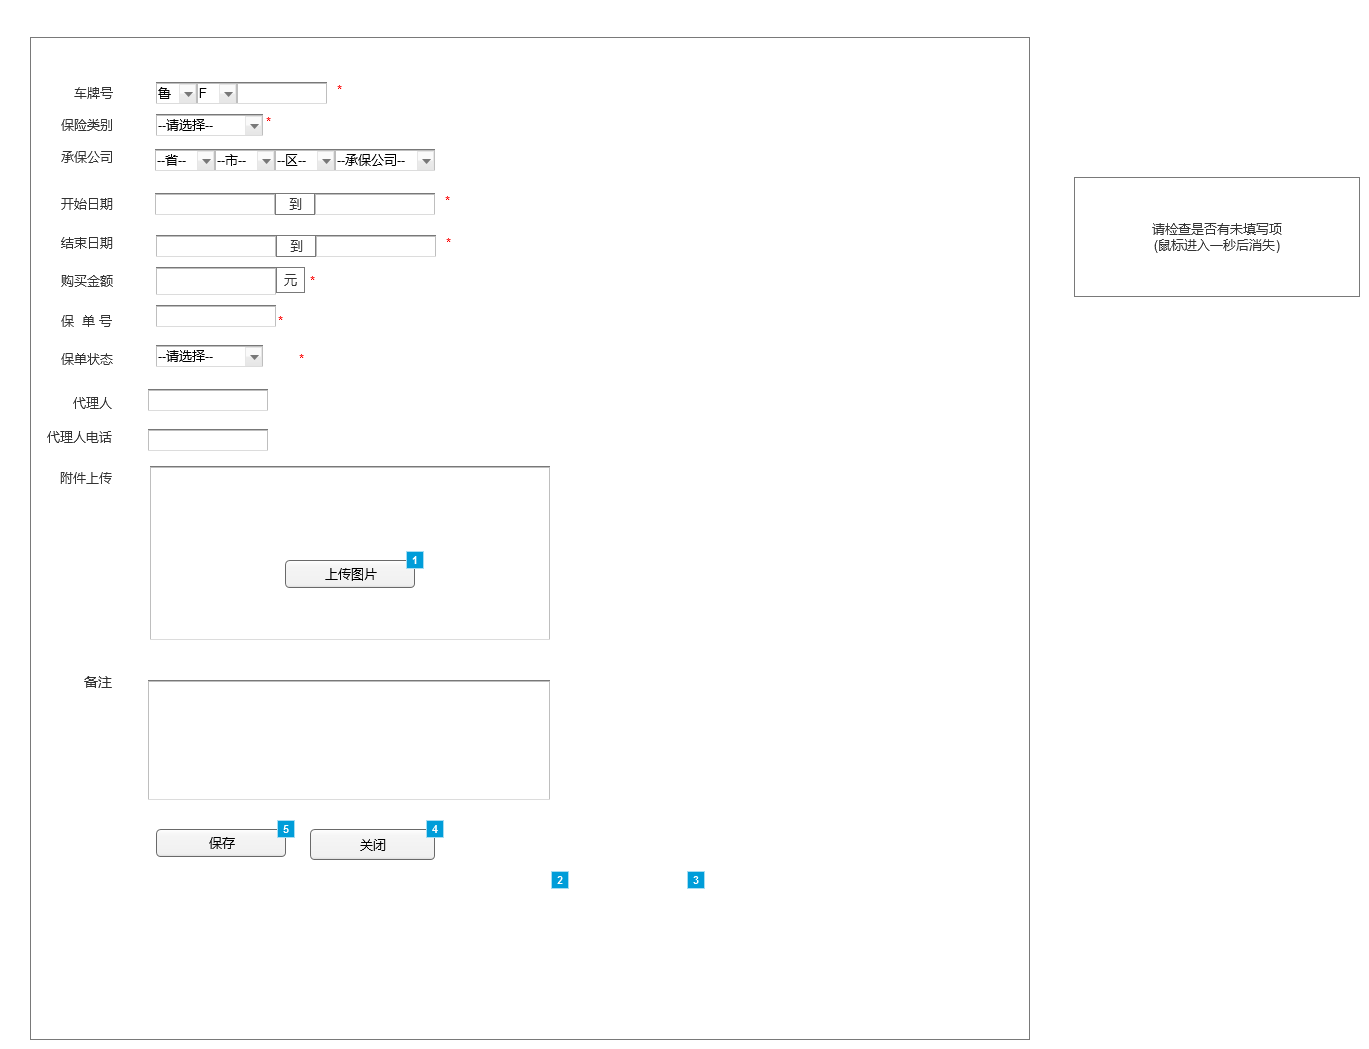 车牌号 鲁 F *
保险类别 --请选择-- *
承保公司 --省-- --市-- --区-- --承保公司--
开始日期 到 *
结束日期 到 *
购买金额 元 *
保 单 号 *
保单状态 --请选择-- *
代理人
代理人电话
附件上传
上传图片 1
备注
保存 5 关闭 4
2 3
请检查是否有未填写项
(鼠标进入一秒后消失)